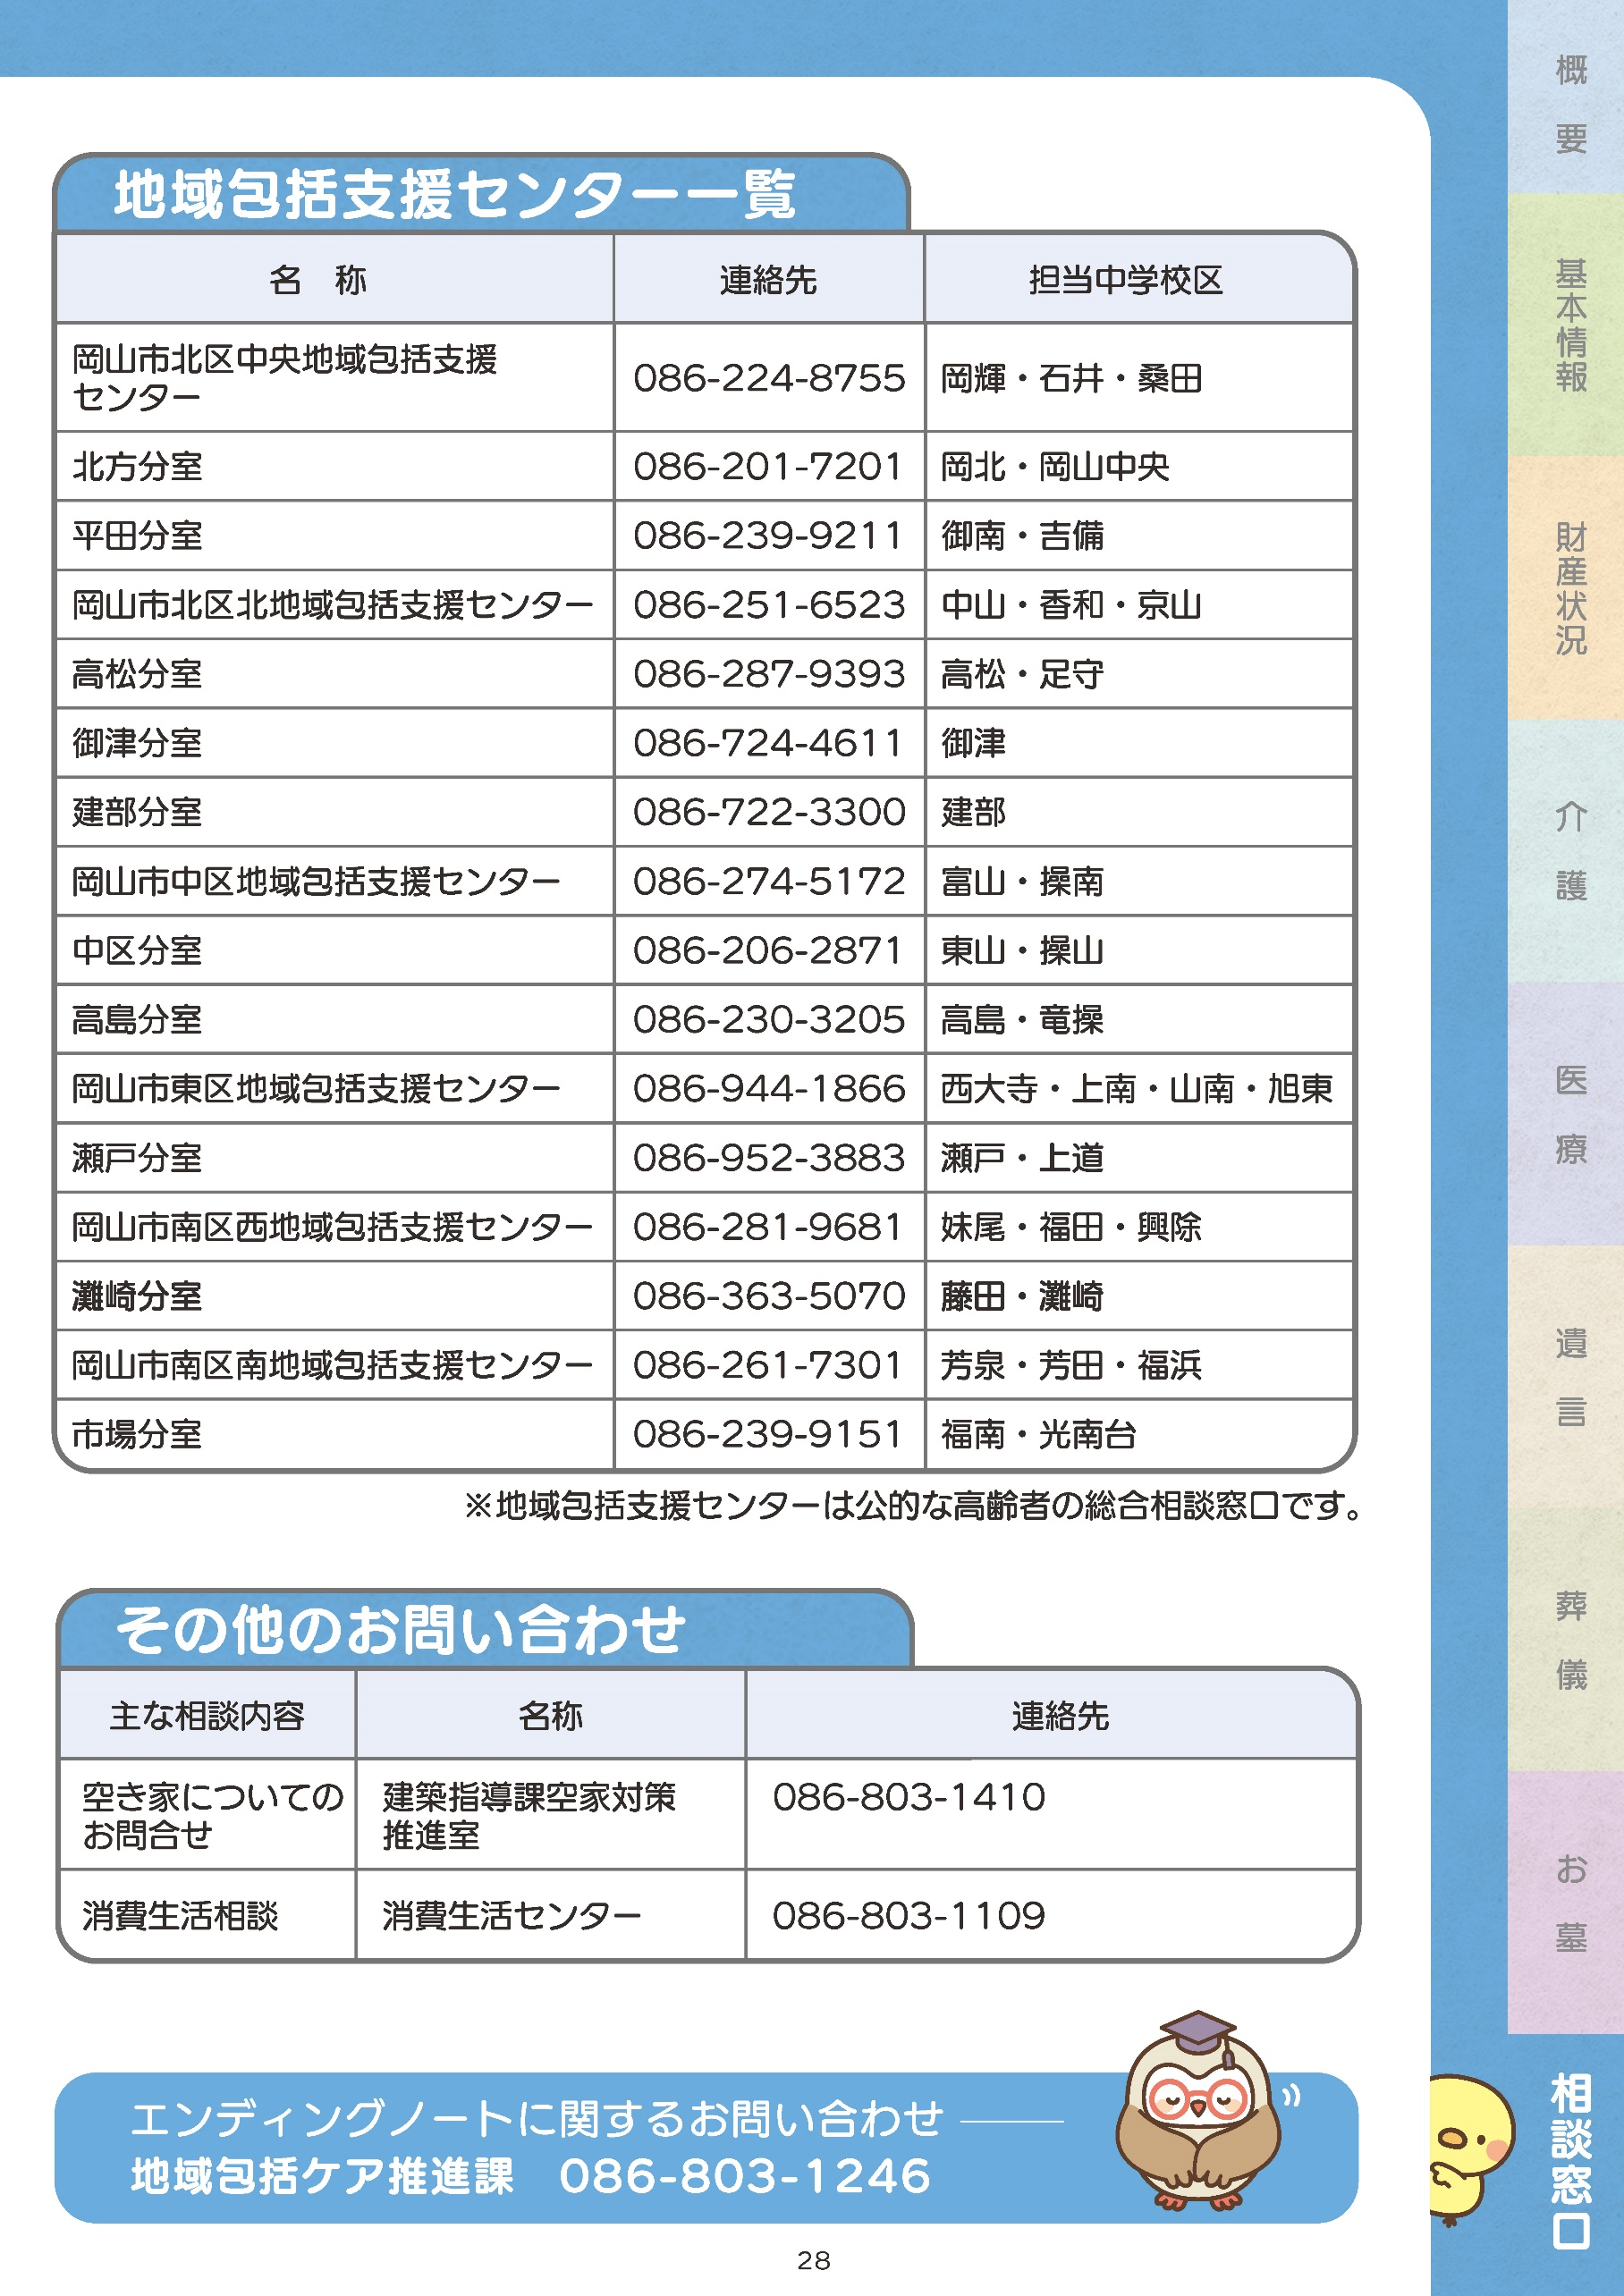 地域包括支援センター一覧
名　称 連絡先 担当中学校区
岡山市北区中央地域包括支援
センター 086-224-8755 岡輝・石井・桑田
北方分室 086-201-7201 岡北・岡山中央
平田分室 086-239-9211 御南・吉備
岡山市北区北地域包括支援センター 086-251-6523 中山・香和・京山
高松分室 086-287-9393 高松・足守
御津分室 086-724-4611 御津
建部分室 086-722-3300 建部
岡山市中区地域包括支援センター 086-274-5172 富山・操南
中区分室 086-206-2871 東山・操山
高島分室 086-230-3205 高島・竜操
岡山市東区地域包括支援センター 086-944-1866 西大寺・上南・山南・旭東
瀬戸分室 086-952-3883 瀬戸・上道
岡山市南区西地域包括支援センター 086-281-9681 妹尾・福田・興除
灘崎分室 086-363-5070 藤田・灘崎
岡山市南区南地域包括支援センター 086-261-7301 芳泉・芳田・福浜
市場分室 086-239-9151 福南・光南台
※地域包括支援センターは公的な高齢者の総合相談窓口です。
その他のお問い合わせ
主な相談内容 名称 連絡先
空き家についての
お問合せ
建築指導課空家対策
推進室
086-803-1410
消費生活相談 消費生活センター 086-803-1109
エンディングノートに関するお問い合わせ
地域包括ケア推進課　086-803-1246
28
概要
基本情報
財産状況
介護
医療
遺言
葬儀
お墓
相談窓口